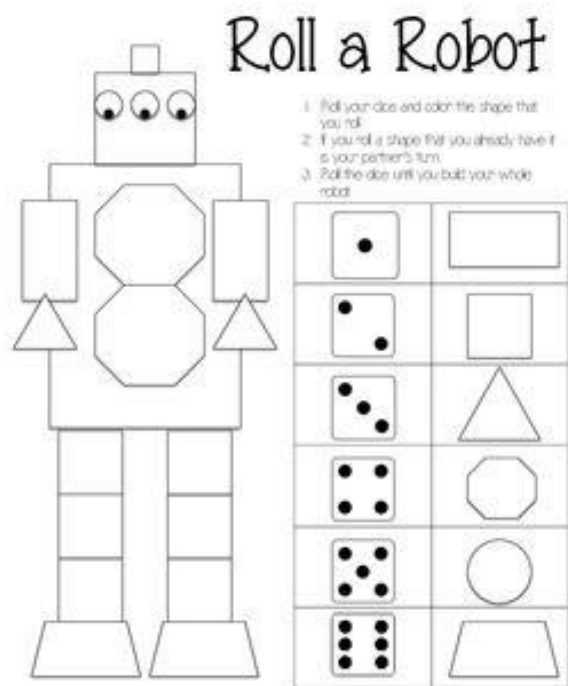 Roll a Robot
1. Roll your dice and color the shape that
you roll
2. If you roll a shape that you already have it
is your partner's turn.
3. Roll the dice until you build your whole
robot